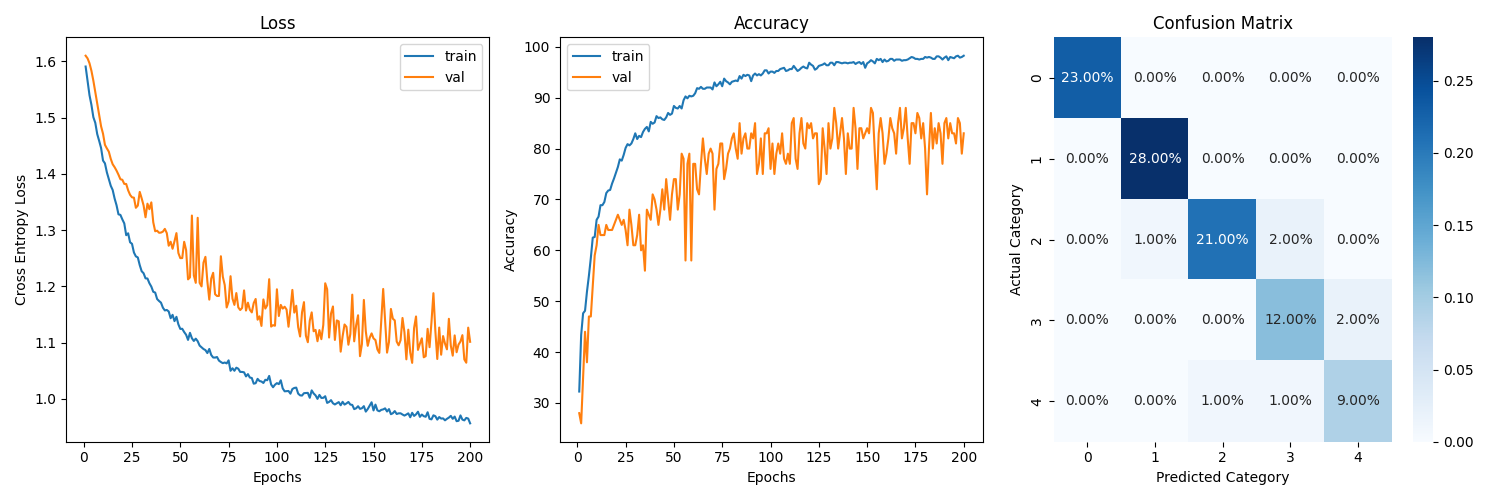 Loss
1.6
1.5
1.4
1.3
1.2
1.1
1.0
Cross Entropy Loss
train
val
0 25 50 75 100 125 150 175 200
Epochs
Accuracy
100
90
80
70
60
50
40
30
Accuracy
train
val
0 25 50 75 100 125 150 175 200
Epochs
Confusion Matrix
Actual Category
0 23.00% 0.00% 0.00% 0.00% 0.00%
1 0.00% 28.00% 0.00% 0.00% 0.00%
2 0.00% 1.00% 21.00% 2.00% 0.00%
3 0.00% 0.00% 0.00% 12.00% 2.00%
4 0.00% 0.00% 1.00% 1.00% 9.00%
0 1 2 3 4
Predicted Category
0.25
0.20
0.15
0.10
0.05
0.00